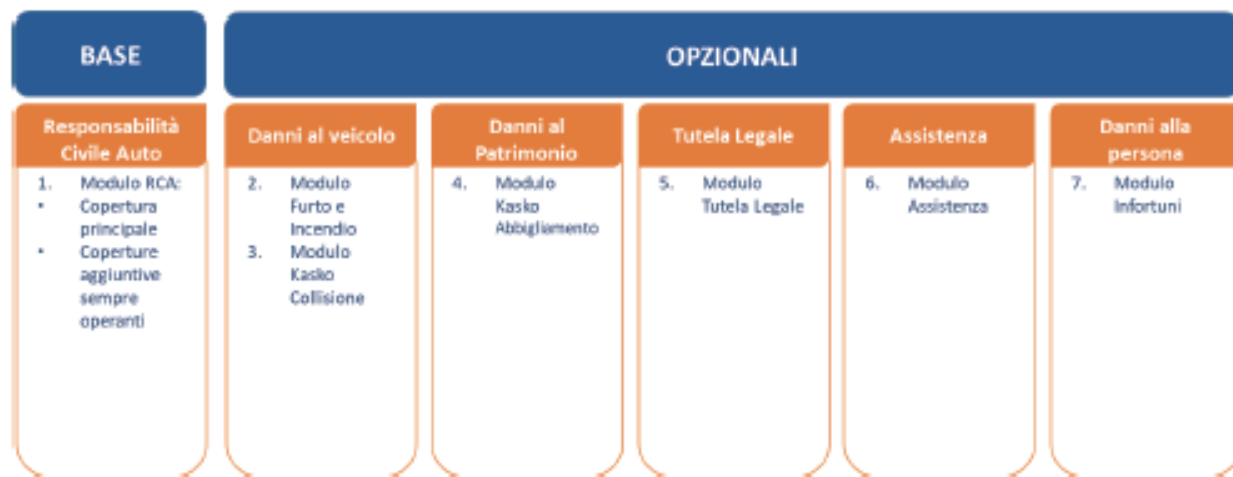 BASE
OPZIONALI
Responsabilità
Civile Auto
1. Modulo RCA:
• Copertura
principale
• Coperture
aggiuntive
sempre
operanti
Danni al veicolo
2. Modulo
Furto e
Incendio
3. Modulo
Kasko
Collisione
Danni al
Patrimonio
4. Modulo
Kasko
Abbigliamento
Tutela Legale
5. Modulo
Tutela Legale
Assistenza
6. Modulo
Assistenza
Danni alla
persona
7. Modulo
Infortuni